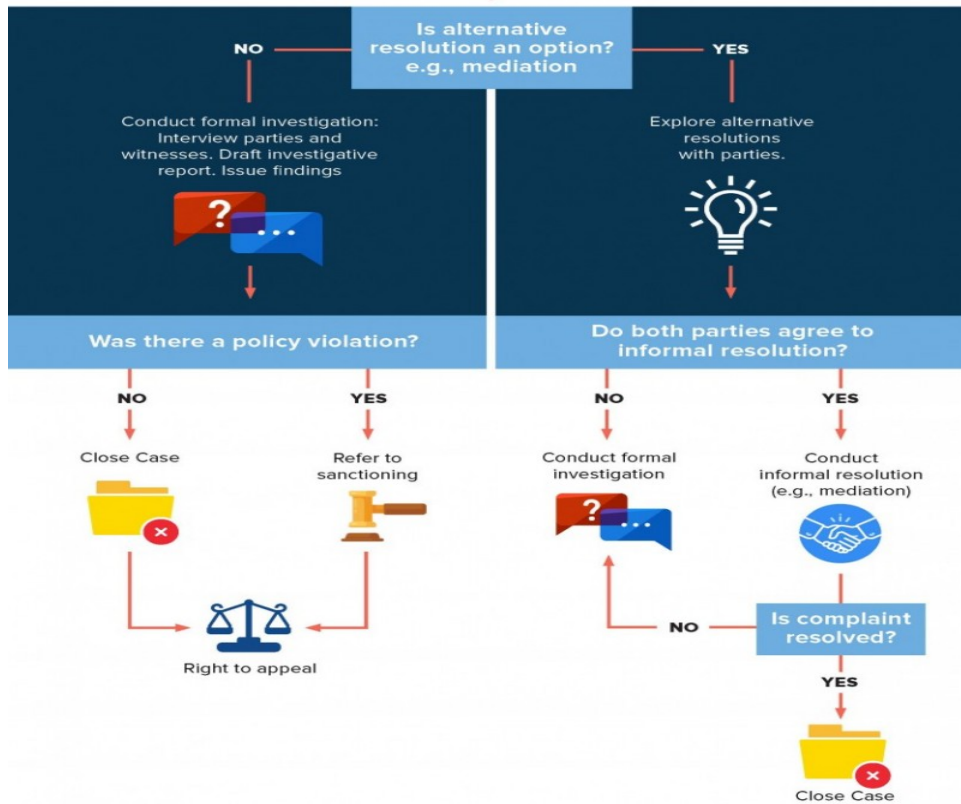 Is alternative
resolution an option?
e.g., mediation
NO
YES
Conduct formal investigation:
Interview parties and
witnesses. Draft investigative
report. Issue findings
Explore alternative
resolutions
with parties.
?
...
Was there a policy violation?
Do both parties agree to
informal resolution?
NO
YES
NO
YES
Close Case
Refer to
sanctioning
Conduct formal
investigation
Conduct
informal resolution
(e.g., mediation)
?
...
Right to appeal
NO
Is complaint
resolved?
YES
Close Case